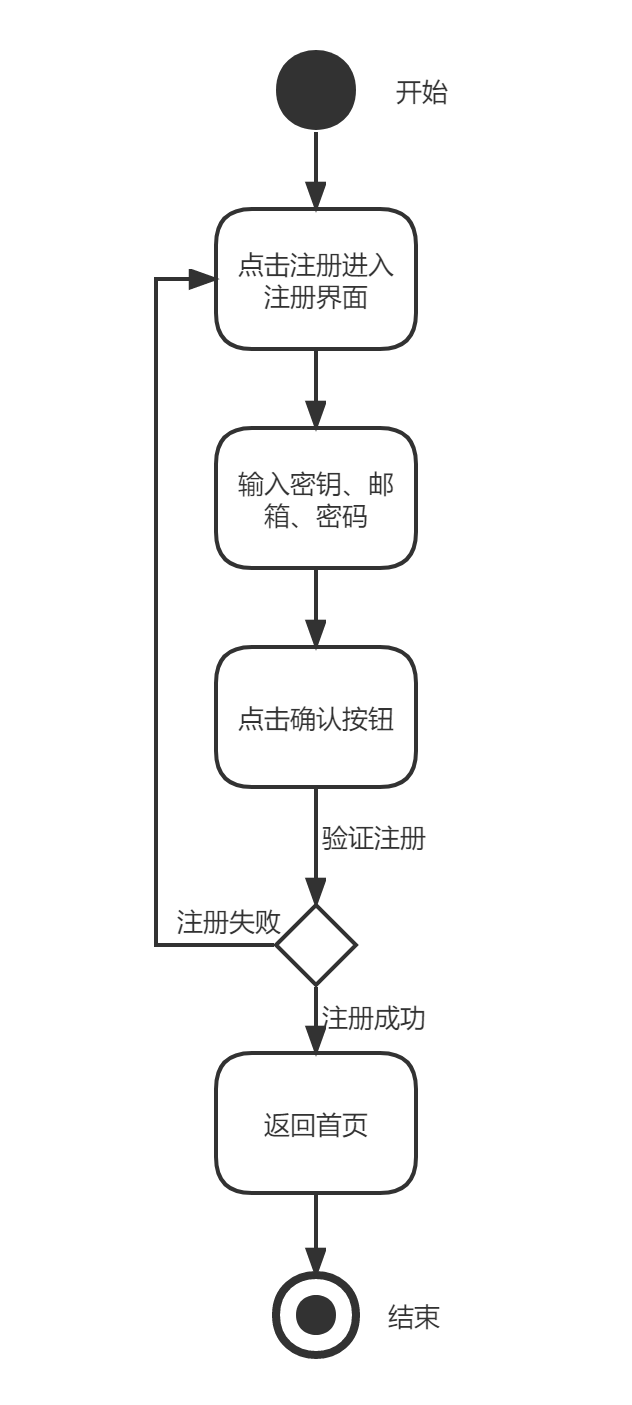 开始
点击注册进入
注册界面
输入密钥、邮
箱、密码
点击确认按钮
验证注册
注册失败
注册成功
返回首页
结束